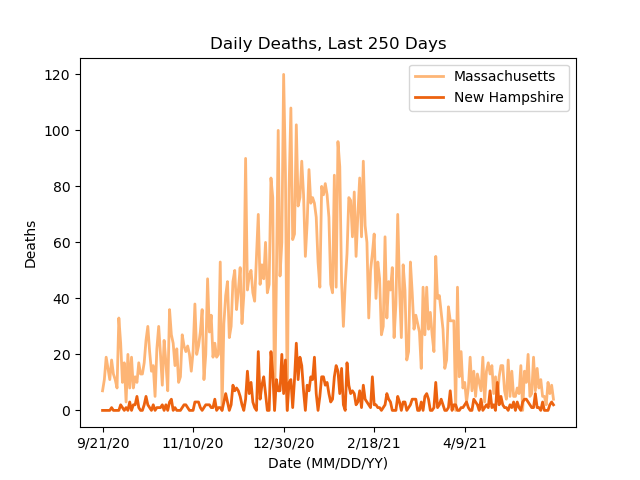 Daily Deaths, Last 250 Days
Massachusetts
New Hampshire
120
100
80
60
40
20
0
Deaths
9/21/20 11/10/20 12/30/20 2/18/21 4/9/21
Date (MM/DD/YY)